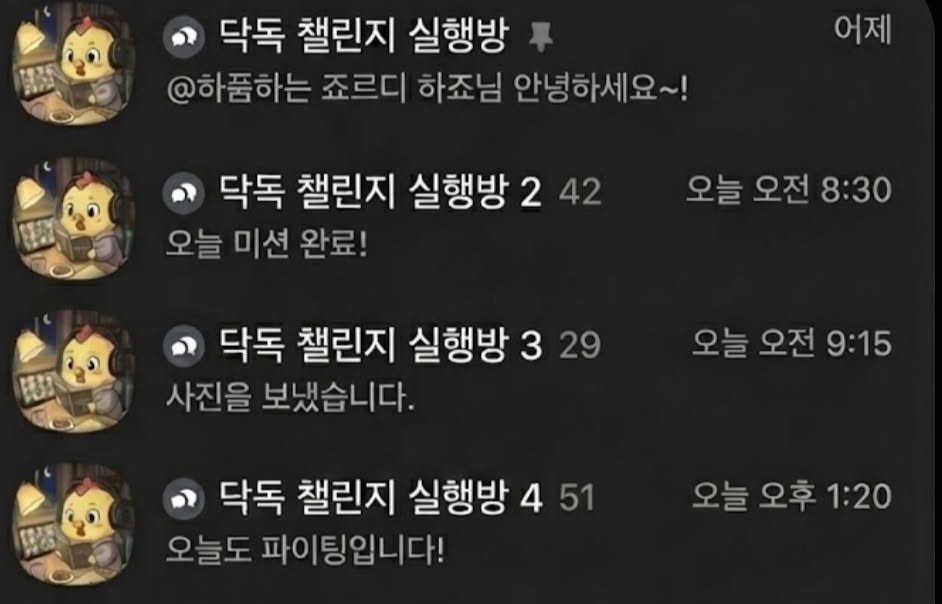 닥독 챌린지 실행방 어제
@하품하는 죠르디 하죠님 안녕하세요~!
닥독 챌린지 실행방 2 42 오늘 오전 8:30
오늘 미션 완료!
닥독 챌린지 실행방 3 29 오늘 오전 9:15
사진을 보냈습니다.
닥독 챌린지 실행방 4 51 오늘 오후 1:20
오늘도 파이팅입니다!